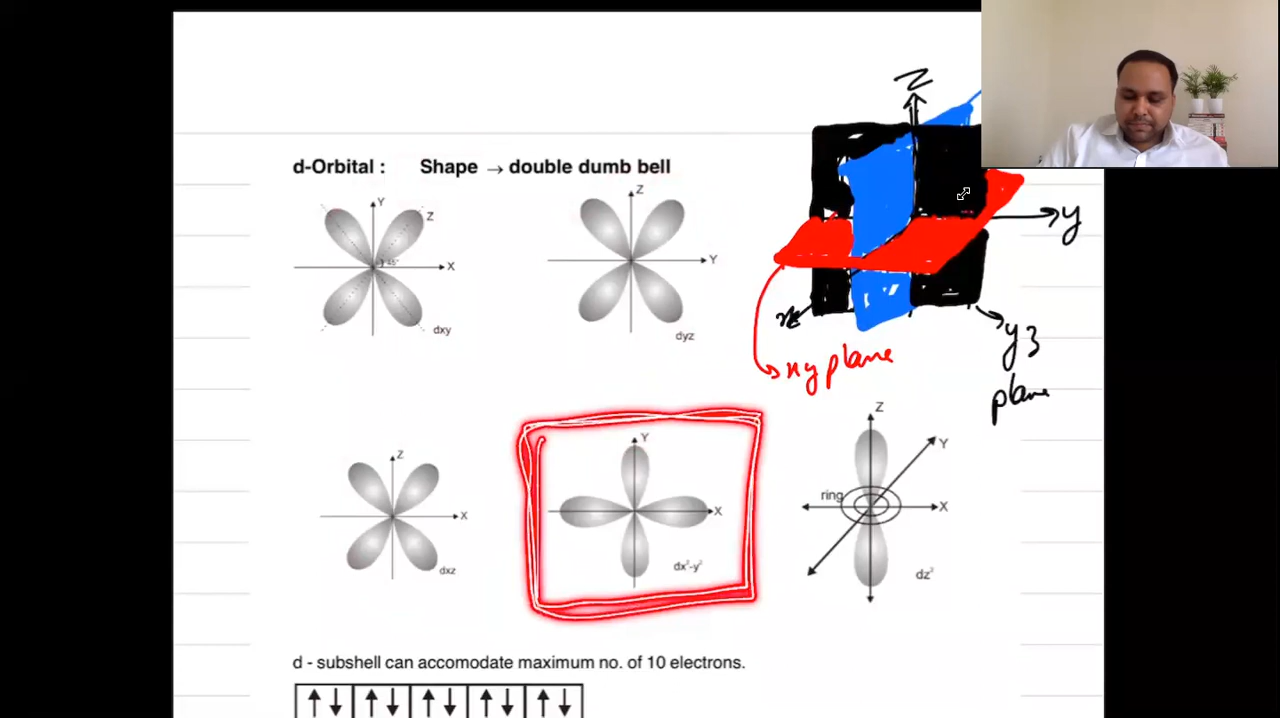 Z
d-Orbital : Shape → double dumb bell
Y
Z
45°
X
dxy
Z
Y
dyz
y
x
xy plane
yz
plane
Z
X
dxz
Y
X
dx²-y²
Z
Y
ring
X
dz²
d - subshell can accomodate maximum no. of 10 electrons.
↑↓ ↑↓ ↑↓ ↑↓ ↑↓